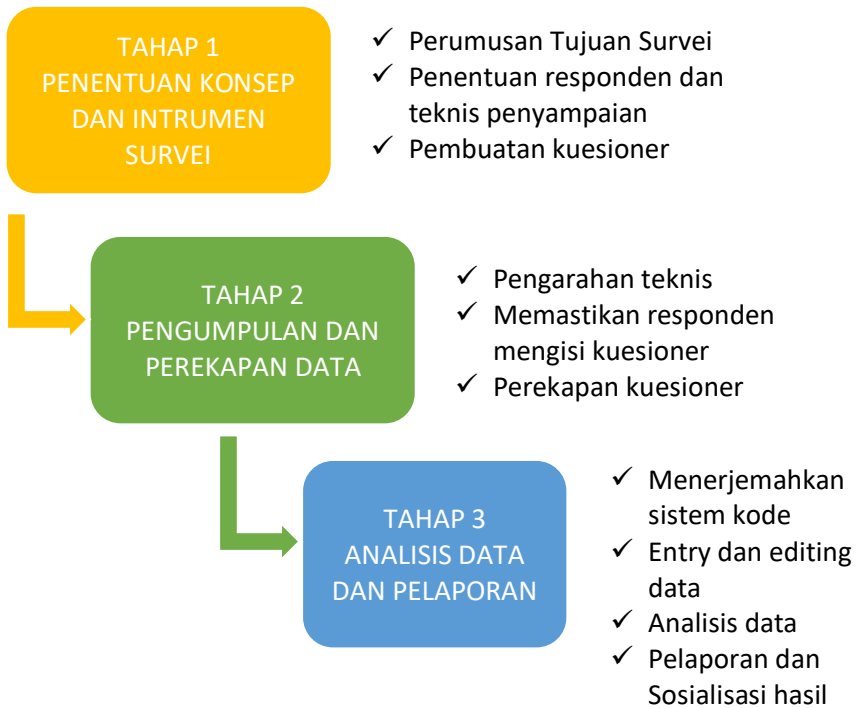 TAHAP 1
PENENTUAN KONSEP
DAN INTRUMEN
SURVEI
✓ Perumusan Tujuan Survei
✓ Penentuan responden dan
teknis penyampaian
✓ Pembuatan kuesioner
TAHAP 2
PENGUMPULAN DAN
PEREKAPAN DATA
✓ Pengarahan teknis
✓ Memastikan responden
mengisi kuesioner
✓ Perekapan kuesioner
TAHAP 3
ANALISIS DATA
DAN PELAPORAN
✓ Menerjemahkan
sistem kode
✓ Entry dan editing
data
✓ Analisis data
✓ Pelaporan dan
Sosialisasi hasil